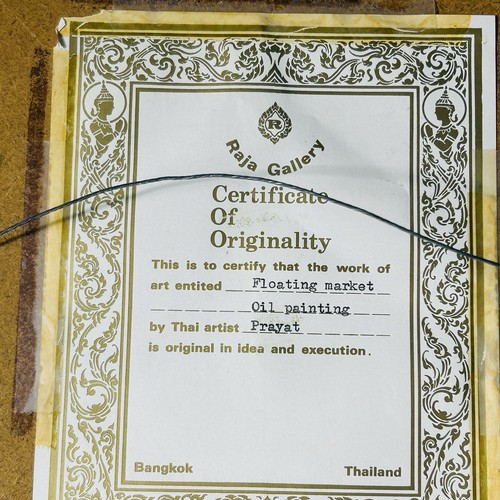 R
Raja Gallery
Certificate
Of
Originality
This is to certify that the work of
art entited Floating market
Oil painting
by Thai artist Prayat
is original in idea and execution.
Bangkok Thailand